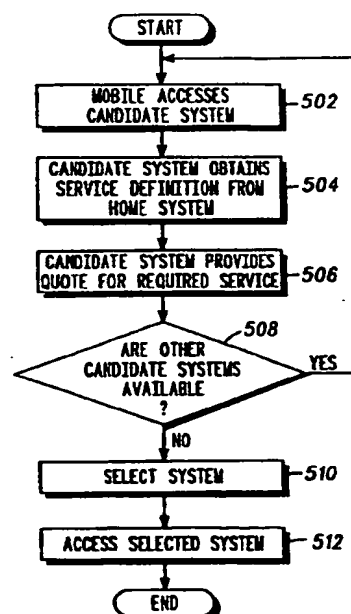 START
MOBILE ACCESSES
CANDIDATE SYSTEM
502
CANDIDATE SYSTEM OBTAINS
SERVICE DEFINITION FROM
HOME SYSTEM
504
CANDIDATE SYSTEM PROVIDES
QUOTE FOR REQUIRED SERVICE
506
508
ARE OTHER
CANDIDATE SYSTEMS
AVAILABLE
?
YES
NO
SELECT SYSTEM
510
ACCESS SELECTED SYSTEM
512
END